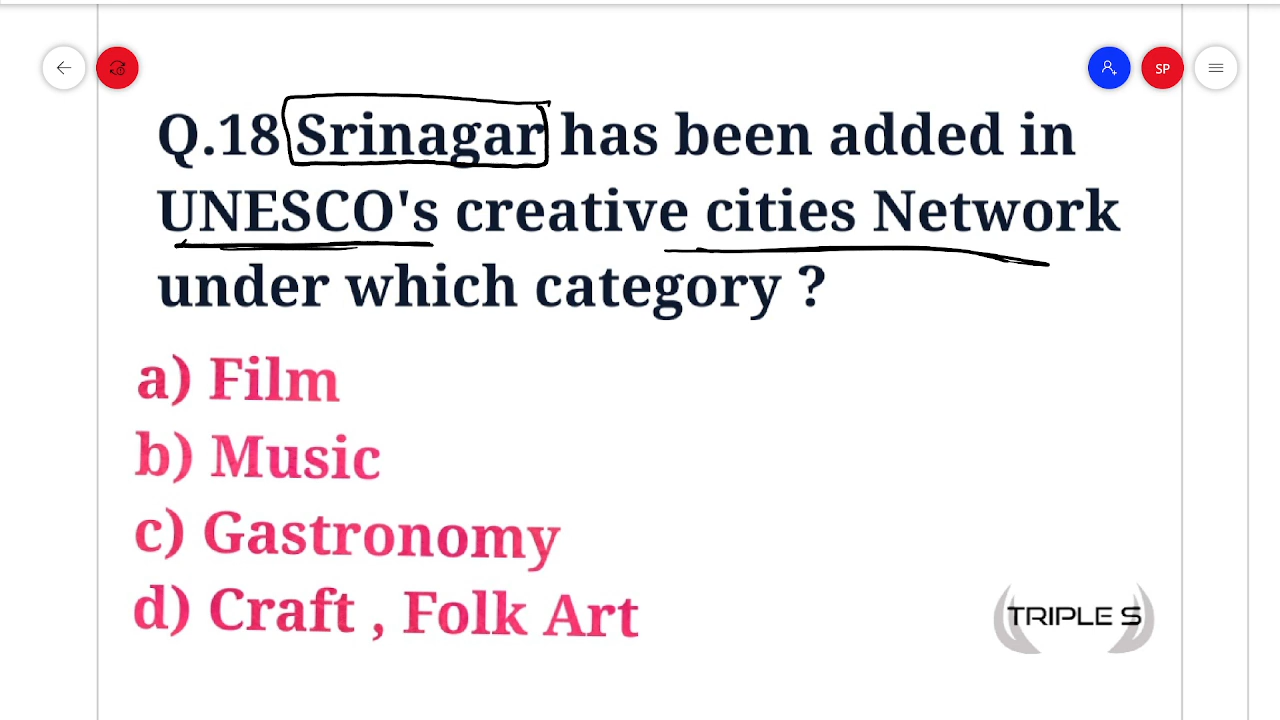 SP
Q.18 Srinagar has been added in
UNESCO's creative cities Network
under which category ?
a) Film
b) Music
c) Gastronomy
d) Craft , Folk Art
TRIPLE S